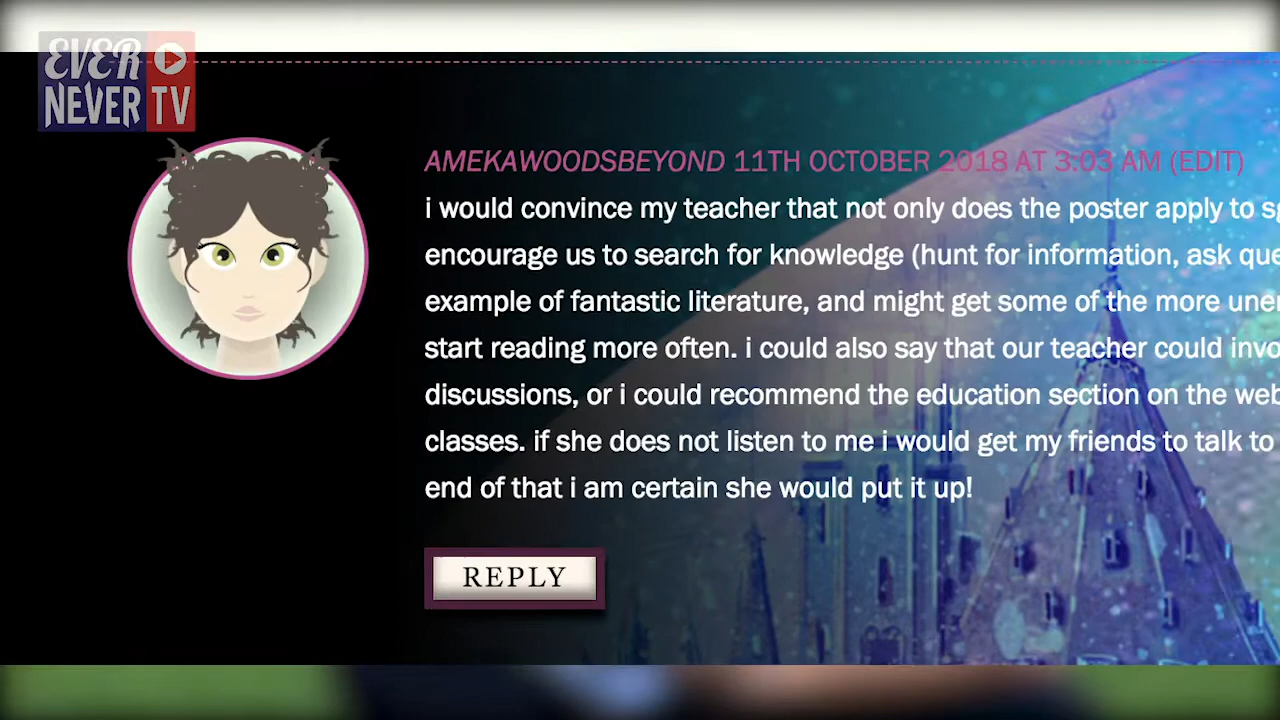 EVER
NEVER TV
AMEKAWOODSBEYOND 11TH OCTOBER 2018 AT 3:03 AM (EDIT)
i would convince my teacher that not only does the poster apply to
encourage us to search for knowledge (hunt for information, ask
example of fantastic literature, and might get some of the more
start reading more often. i could also say that our teacher could
discussions, or i could recommend the education section on the
classes. if she does not listen to me i would get my friends to talk to
end of that i am certain she would put it up!
REPLY